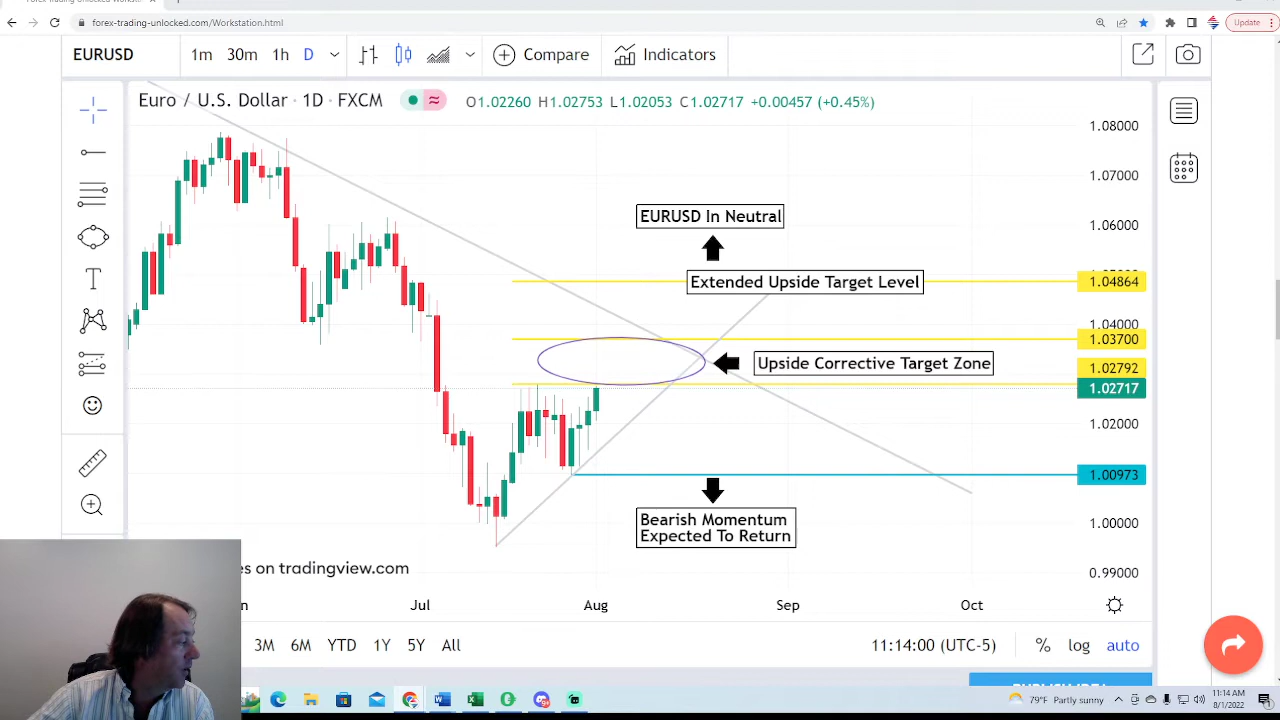 forex-trading-unlocked.com/Workstation.html
Update
EURUSD
1m 30m 1h D
Compare
Indicators
Euro / U.S. Dollar · 1D · FXCM
O1.02260 H1.02753 L1.02053 C1.02717 +0.00457 (+0.45%)
1.08000
1.07000
EURUSD In Neutral
1.06000
Extended Upside Target Level
1.04864
1.04000
1.03700
Upside Corrective Target Zone
1.02792
1.02717
1.02000
1.00973
Bearish Momentum
Expected To Return
1.00000
es on tradingview.com
0.99000
Jul Aug Sep Oct
3M 6M YTD 1Y 5Y All
11:14:00 (UTC-5)
% log auto
79°F Partly sunny
11:14 AM
8/1/2022